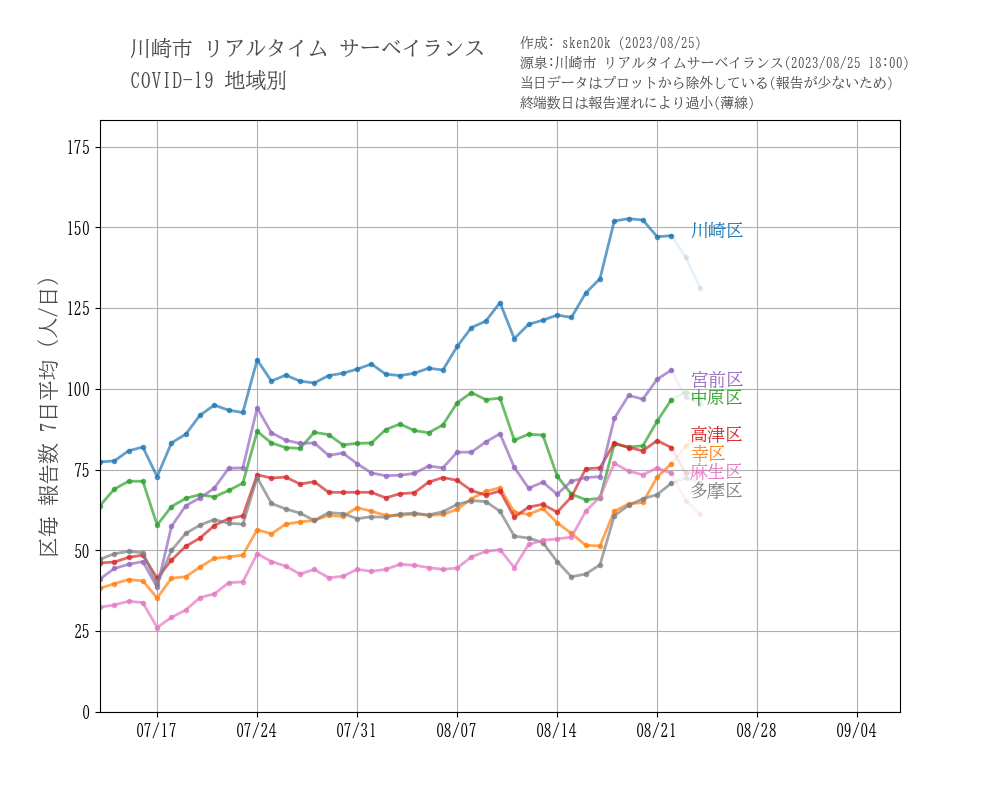 川崎市 リアルタイム サーベイランス
COVID-19 地域別
作成: sken20k (2023/08/25)
源泉:川崎市 リアルタイムサーベイランス(2023/08/25 18:00)
当日データはプロットから除外している(報告が少ないため)
終端数日は報告遅れにより過小(薄線)
区毎 報告数 7日平均 (人/日)
175
150
125
100
75
50
25
0
川崎区
宮前区
中原区
高津区
幸区
麻生区
多摩区
07/17 07/24 07/31 08/07 08/14 08/21 08/28 09/04